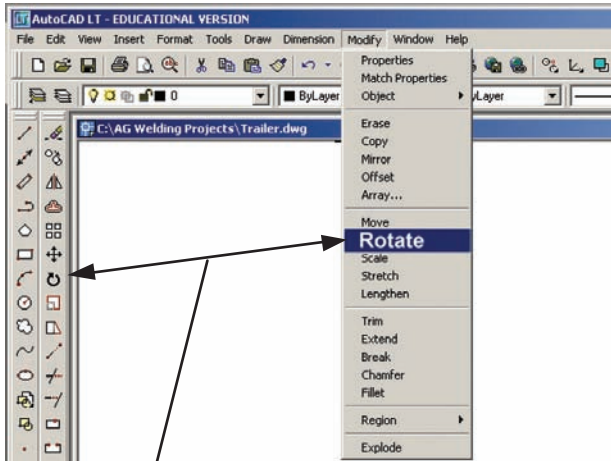 AutoCAD LT - EDUCATIONAL VERSION
File Edit View Insert Format Tools Draw Dimension Modify Window Help
0 ByLayer yLayer
C:\AG Welding Projects\Trailer.dwg
Properties
Match Properties
Object
Erase
Copy
Mirror
Offset
Array...
Move
Rotate
Scale
Stretch
Lengthen
Trim
Extend
Break
Chamfer
Fillet
Region
Explode